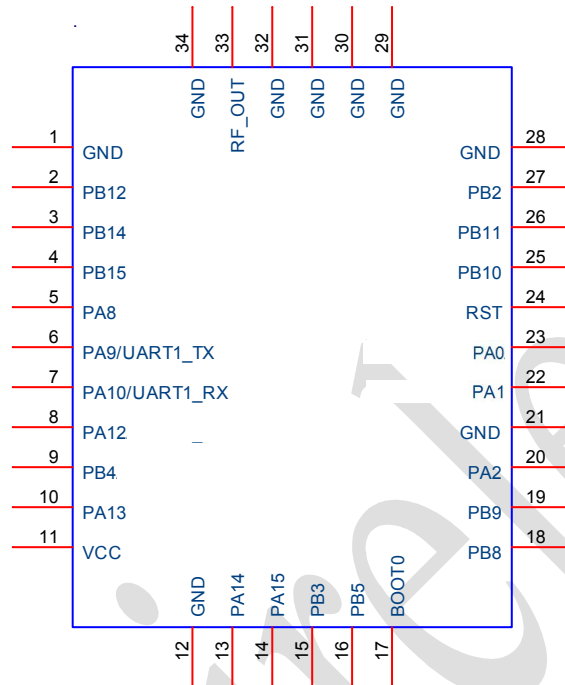 34 33 32 31 30 29
GND RF_OUT GND GND GND GND
1 GND GND 28
2 PB12 PB2 27
3 PB14 PB11 26
4 PB15 PB10 25
5 PA8 RST 24
6 PA9/UART1_TX PA0 23
7 PA10/UART1_RX PA1 22
8 PA12 _ GND 21
9 PB4 PA2 20
10 PA13 PB9 19
11 VCC PB8 18
GND PA14 PA15 PB3 PB5 BOOT0
12 13 14 15 16 17